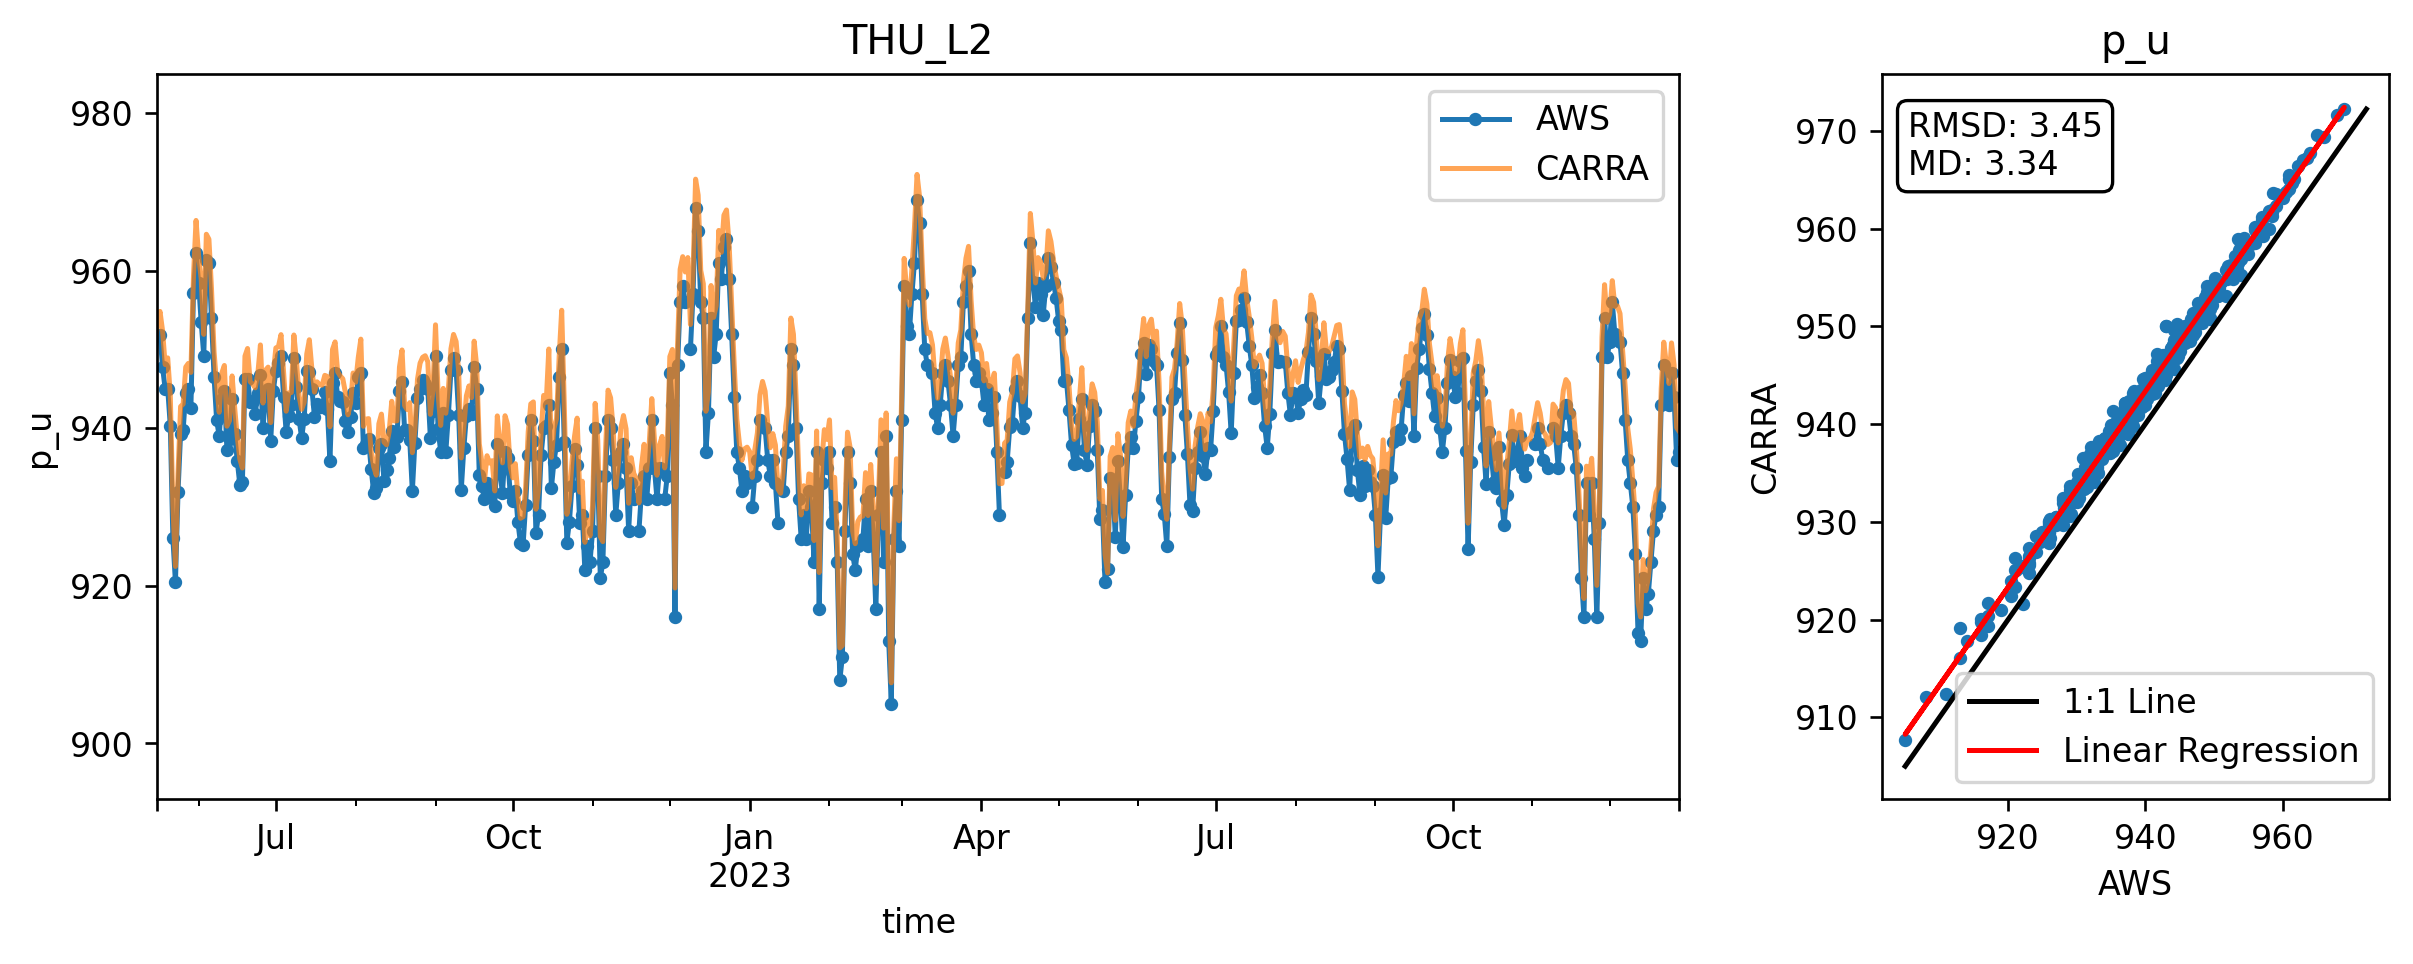 THU_L2
p_u
980
960
940
920
900
AWS
CARRA
Jul
Oct
Jan
2023
Apr
Jul
Oct
time
p_u
RMSD: 3.45
MD: 3.34
CARRA
970
960
950
940
930
920
910
1:1 Line
Linear Regression
920
940
960
AWS